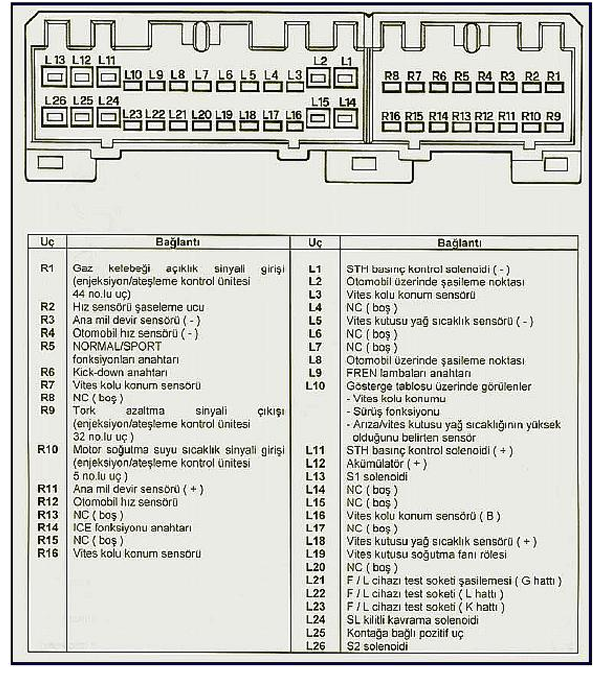 L13 L12 L11 L10 L9 L8 L7 L6 L5 L4 L3 L2 L1 R8 R7 R6 R5 R4 R3 R2 R1
L26 L25 L24 L23 L22 L21 L20 L19 L18 L17 L16 L15 L14 R16 R15 R14 R13 R12 R11 R10 R9
Uç Bağlantı
R1 Gaz kelebeği açıklık sinyali girişi
(enjeksiyon/ateşleme kontrol ünitesi
44 no.lu uç)
R2 Hız sensörü şaseleme ucu
R3 Ana mil devir sensörü ( - )
R4 Otomobil hız sensörü ( - )
R5 NORMAL/SPORT
fonksiyonları anahtarı
R6 Kick-down anahtarı
R7 Vites kolu konum sensörü
R8 NC ( boş )
R9 Tork azaltma sinyali çıkışı
(enjeksiyon/ateşleme kontrol ünitesi
32 no.lu uç )
R10 Motor soğutma suyu sıcaklık sinyali girişi
(enjeksiyon/ateşleme kontrol ünitesi
5 no.lu uç )
R11 Ana mil devir sensörü ( + )
R12 Otomobil hız sensörü
R13 NC ( boş )
R14 ICE fonksiyonu anahtarı
R15 NC ( boş )
R16 Vites kolu konum sensörü
Uç Bağlantı
L1 STH basınç kontrol solenoidi ( - )
L2 Otomobil üzerinde şasileme noktası
L3 Vites kolu konum sensörü
L4 NC ( boş )
L5 Vites kutusu yağ sıcaklık sensörü ( - )
L6 NC ( boş )
L7 NC ( boş )
L8 Otomobil üzerinde şasileme noktası
L9 FREN lambaları anahtarı
L10 Gösterge tablosu üzerinde görülenler
- Vites kolu konumu
- Sürüş fonksiyonu
- Arıza/vites kutusu yağ sıcaklığının yüksek
olduğunu belirten sensör
L11 STH basınç kontrol solenoidi ( + )
L12 Akümülatör ( + )
L13 S1 solenoidi
L14 NC ( boş )
L15 NC ( boş )
L16 Vites kolu konum sensörü ( B )
L17 NC ( boş )
L18 Vites kutusu yağ sıcaklık sensörü ( + )
L19 Vites kutusu soğutma fanı rölesi
L20 NC ( boş )
L21 F / L cihazı test soketi şasilemesi ( G hattı )
L22 F / L cihazı test soketi ( L hattı )
L23 F / L cihazı test soketi ( K hattı )
L24 SL kilitli kavrama solenoidi
L25 Kontağa bağlı pozitif uç
L26 S2 solenoidi